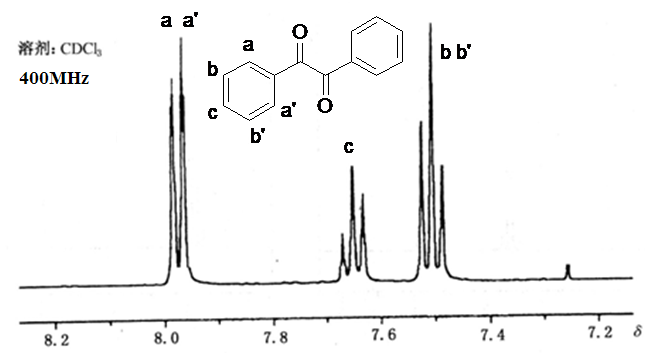 a a'
溶剂: CDCl₃
400MHz
O
a
b
c
a'
b'
O
b b'
c
8.2 8.0 7.8 7.6 7.4 7.2 δ